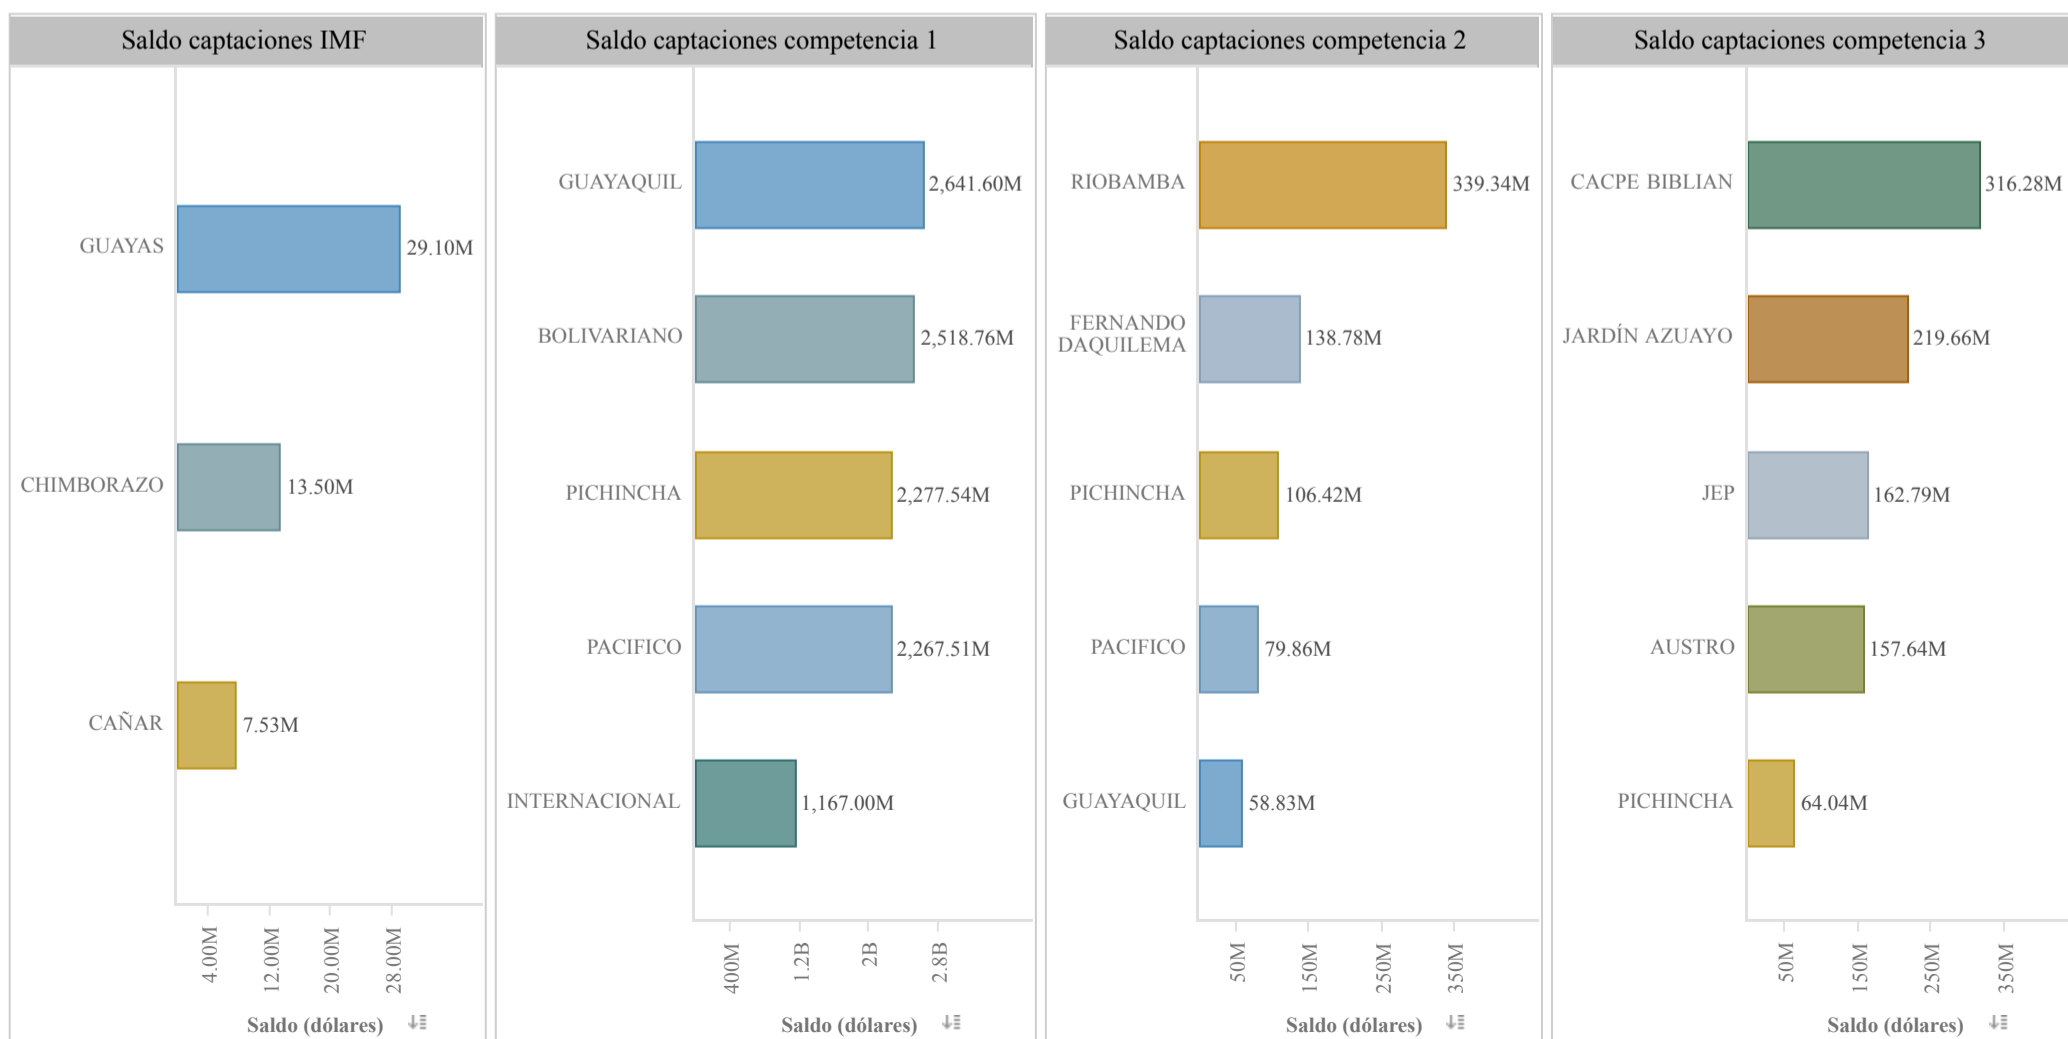 Saldo captaciones IMF
GUAYAS
29.10M
CHIMBORAZO
13.50M
CAÑAR
7.53M
4.00M
12.00M
20.00M
28.00M
Saldo (dólares)
Saldo captaciones competencia 1
GUAYAQUIL
2,641.60M
BOLIVARIANO
2,518.76M
PICHINCHA
2,277.54M
PACIFICO
2,267.51M
INTERNACIONAL
1,167.00M
400M
1.2B
2B
2.8B
Saldo (dólares)
Saldo captaciones competencia 2
RIOBAMBA
339.34M
FERNANDO
DAQUILEMA
138.78M
PICHINCHA
106.42M
PACIFICO
79.86M
GUAYAQUIL
58.83M
50M
150M
250M
350M
Saldo (dólares)
Saldo captaciones competencia 3
CACPE BIBLIAN
316.28M
JARDÍN AZUAYO
219.66M
JEP
162.79M
AUSTRO
157.64M
PICHINCHA
64.04M
50M
150M
250M
350M
Saldo (dólares)